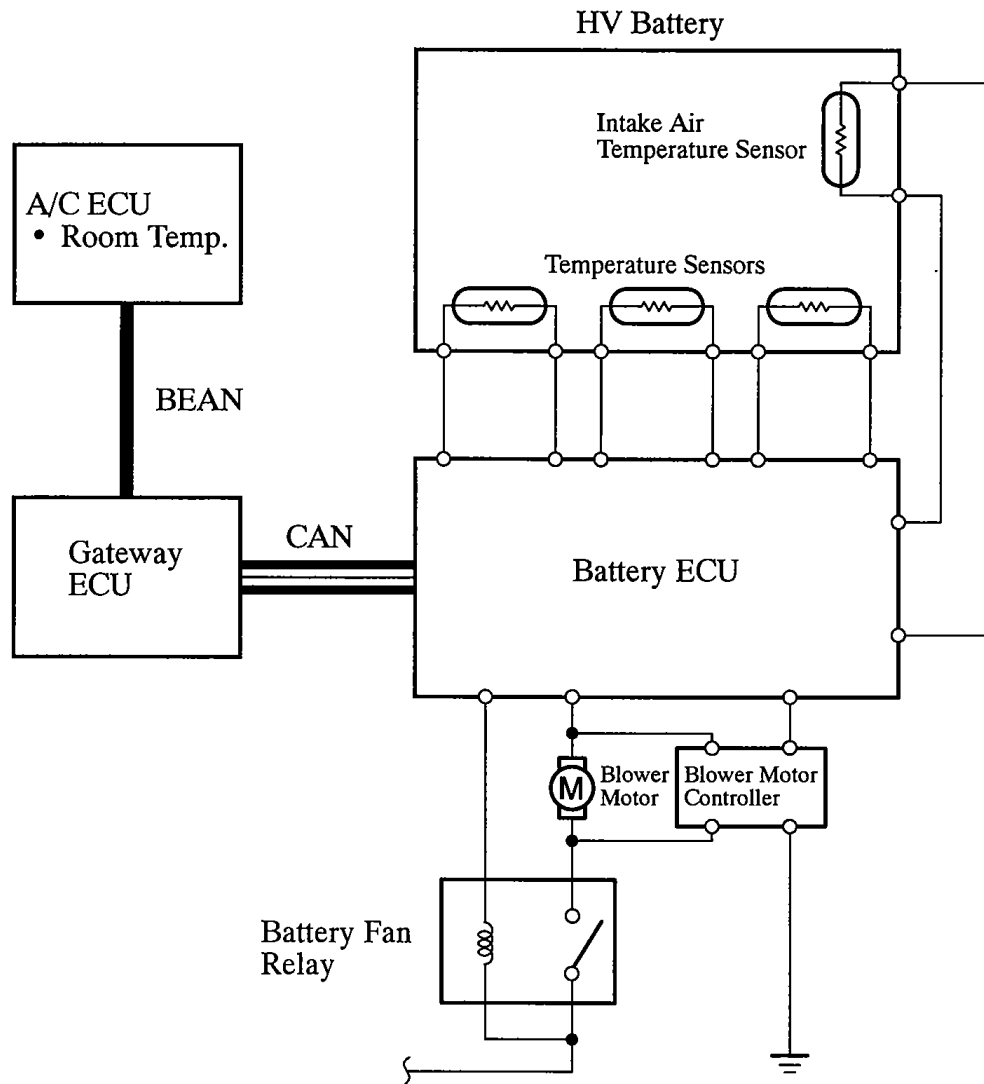 HV Battery
Intake Air
Temperature Sensor
A/C ECU
• Room Temp.
Temperature Sensors
BEAN
CAN
Gateway
ECU
Battery ECU
M
Blower
Motor
Blower Motor
Controller
Battery Fan
Relay